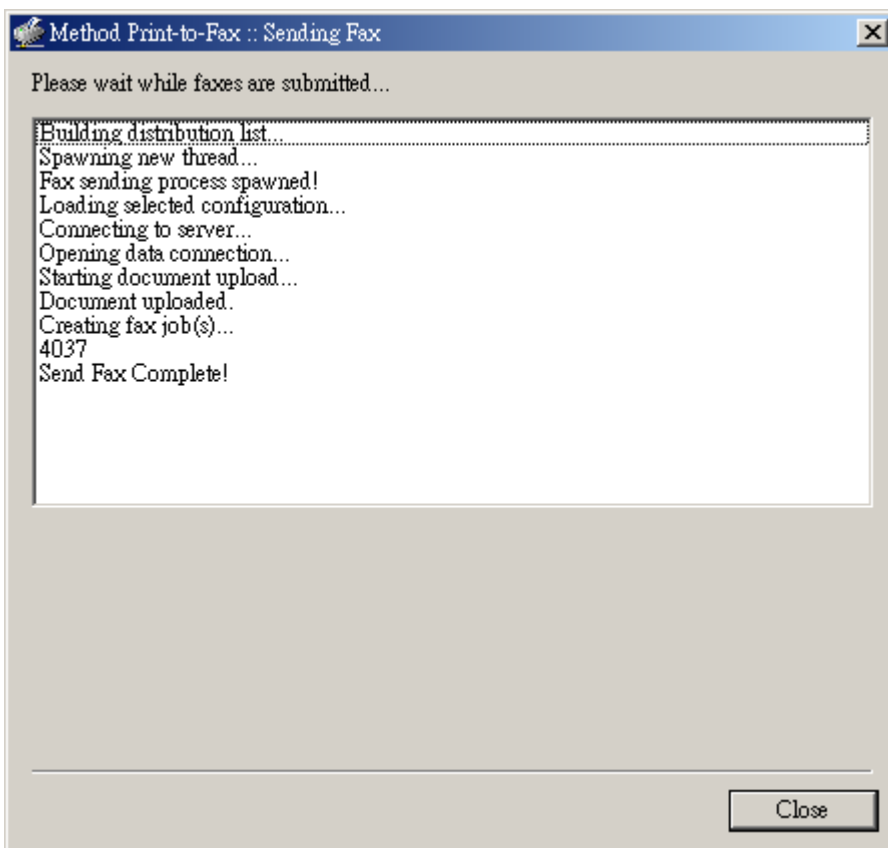 Method Print-to-Fax :: Sending Fax
Please wait while faxes are submitted...
Building distribution list...
Spawning new thread...
Fax sending process spawned!
Loading selected configuration...
Connecting to server...
Opening data connection...
Starting document upload...
Document uploaded.
Creating fax job(s)...
4037
Send Fax Complete!
Close